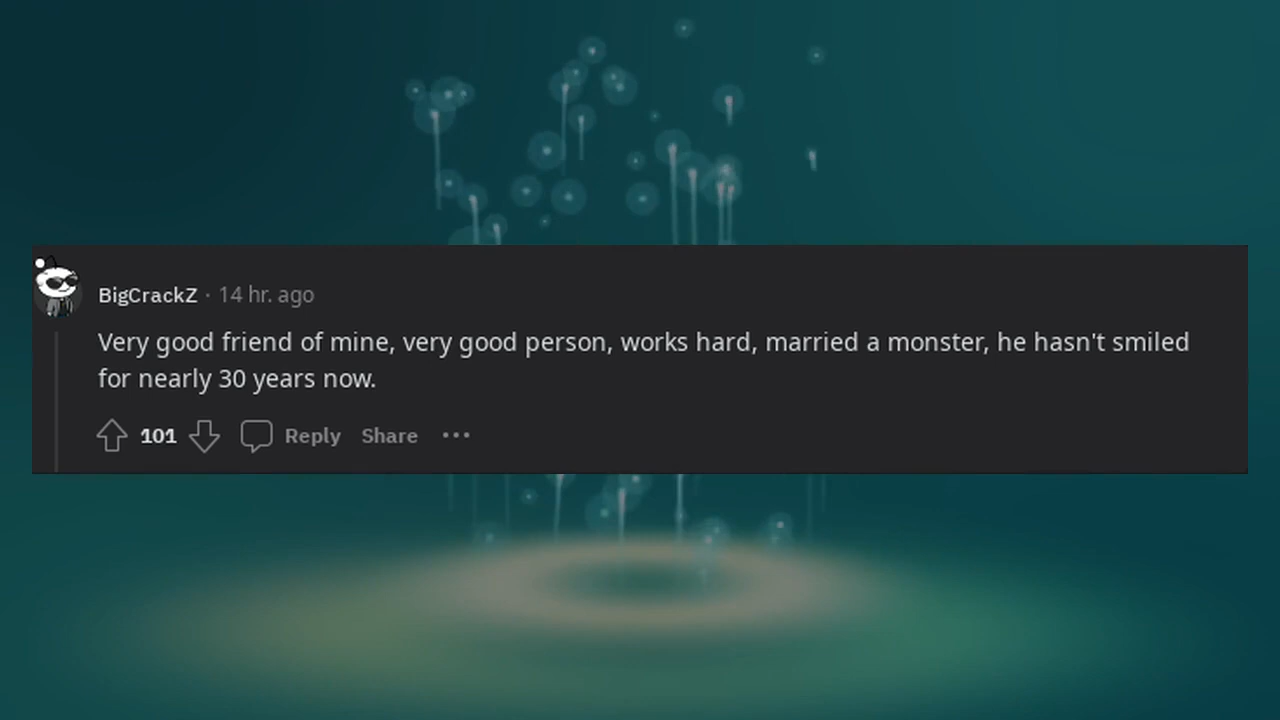 BigCrackZ · 14 hr. ago
Very good friend of mine, very good person, works hard, married a monster, he hasn't smiled
for nearly 30 years now.
101 Reply Share ···